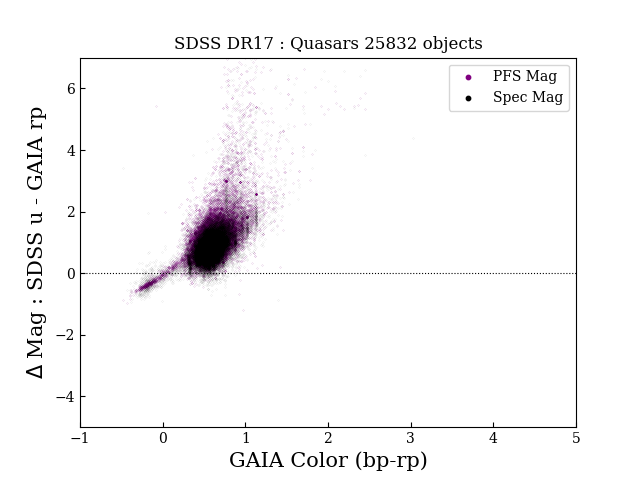 SDSS DR17 : Quasars 25832 objects
PFS Mag
Spec Mag
Δ Mag : SDSS u - GAIA rp
6
4
2
0
−2
−4
−1 0 1 2 3 4 5
GAIA Color (bp-rp)